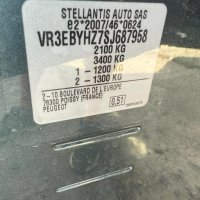 STELLANTIS AUTO SAS
e2*2007/46*0624
VR3EBYHZ7SJ687958
2100 KG
3400 KG
1 - 1200 KG
2 - 1300 KG
2-10 BOULEVARD DE L'EUROPE
78300 POISSY (FRANCE)
PEUGEOT
0.51